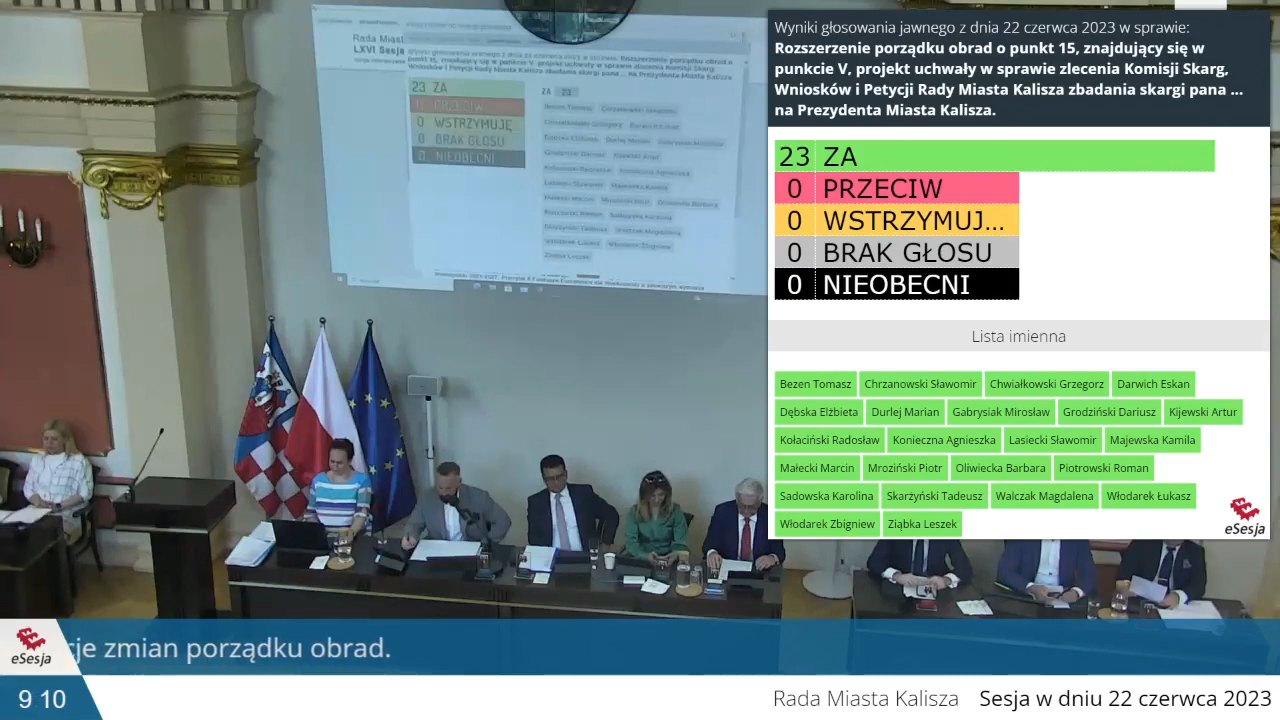 Wyniki głosowania jawnego z dnia 22 czerwca 2023 w sprawie:
Rozszerzenie porządku obrad o punkt 15, znajdujący się w
punkcie V, projekt uchwały w sprawie zlecenia Komisji Skarg,
Wniosków i Petycji Rady Miasta Kalisza zbadania skargi pana ...
na Prezydenta Miasta Kalisza.
23 ZA
0 PRZECIW
0 WSTRZYMUJ...
0 BRAK GŁOSU
0 NIEOBECNI
Lista imienna
Bezen Tomasz Chrzanowski Sławomir Chwiałkowski Grzegorz Darwich Eskan
Dębska Elżbieta Durlej Marian Gabrysiak Mirosław Grodziński Dariusz Kijewski Artur
Kołaciński Radosław Konieczna Agnieszka Lasiecki Sławomir Majewska Kamila
Małecki Marcin Mroziński Piotr Oliwiecka Barbara Piotrowski Roman
Sadowska Karolina Skarżyński Tadeusz Walczak Magdalena Włodarek Łukasz
Włodarek Zbigniew Ziąbka Leszek
eSesja
Rada Miast
LXVI Sesja
23 ZA
0 PRZECIW
0 WSTRZYMUJĘ
0 BRAK GŁOSU
0 NIEOBECNI
ZA 23
eSesja
je zmian porządku obrad.
9 10
Rada Miasta Kalisza Sesja w dniu 22 czerwca 2023